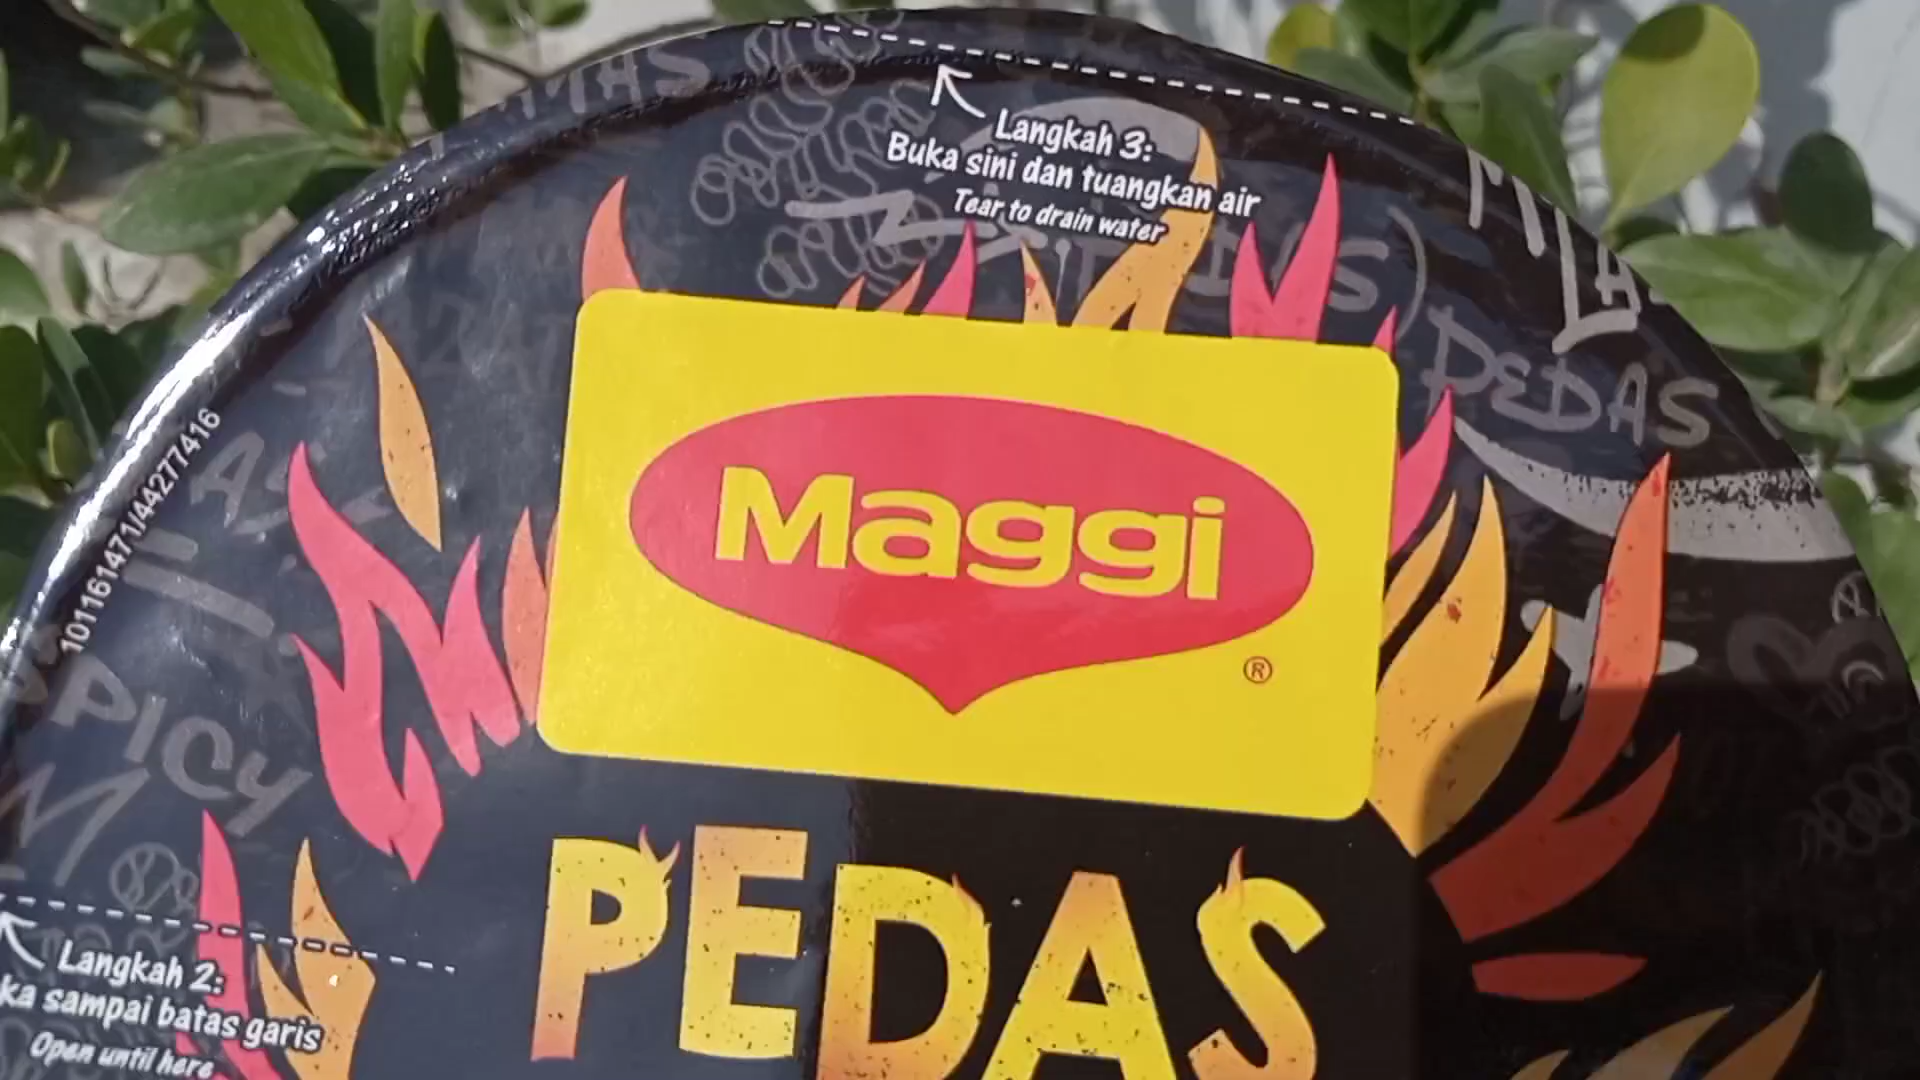 Langkah 3:
Buka sini dan tuangkan air
Tear to drain water
PEDAS
Maggi
®
101161471/44277416
SPICY
PEDAS
Langkah 2:
ka sampai batas garis
Open until here